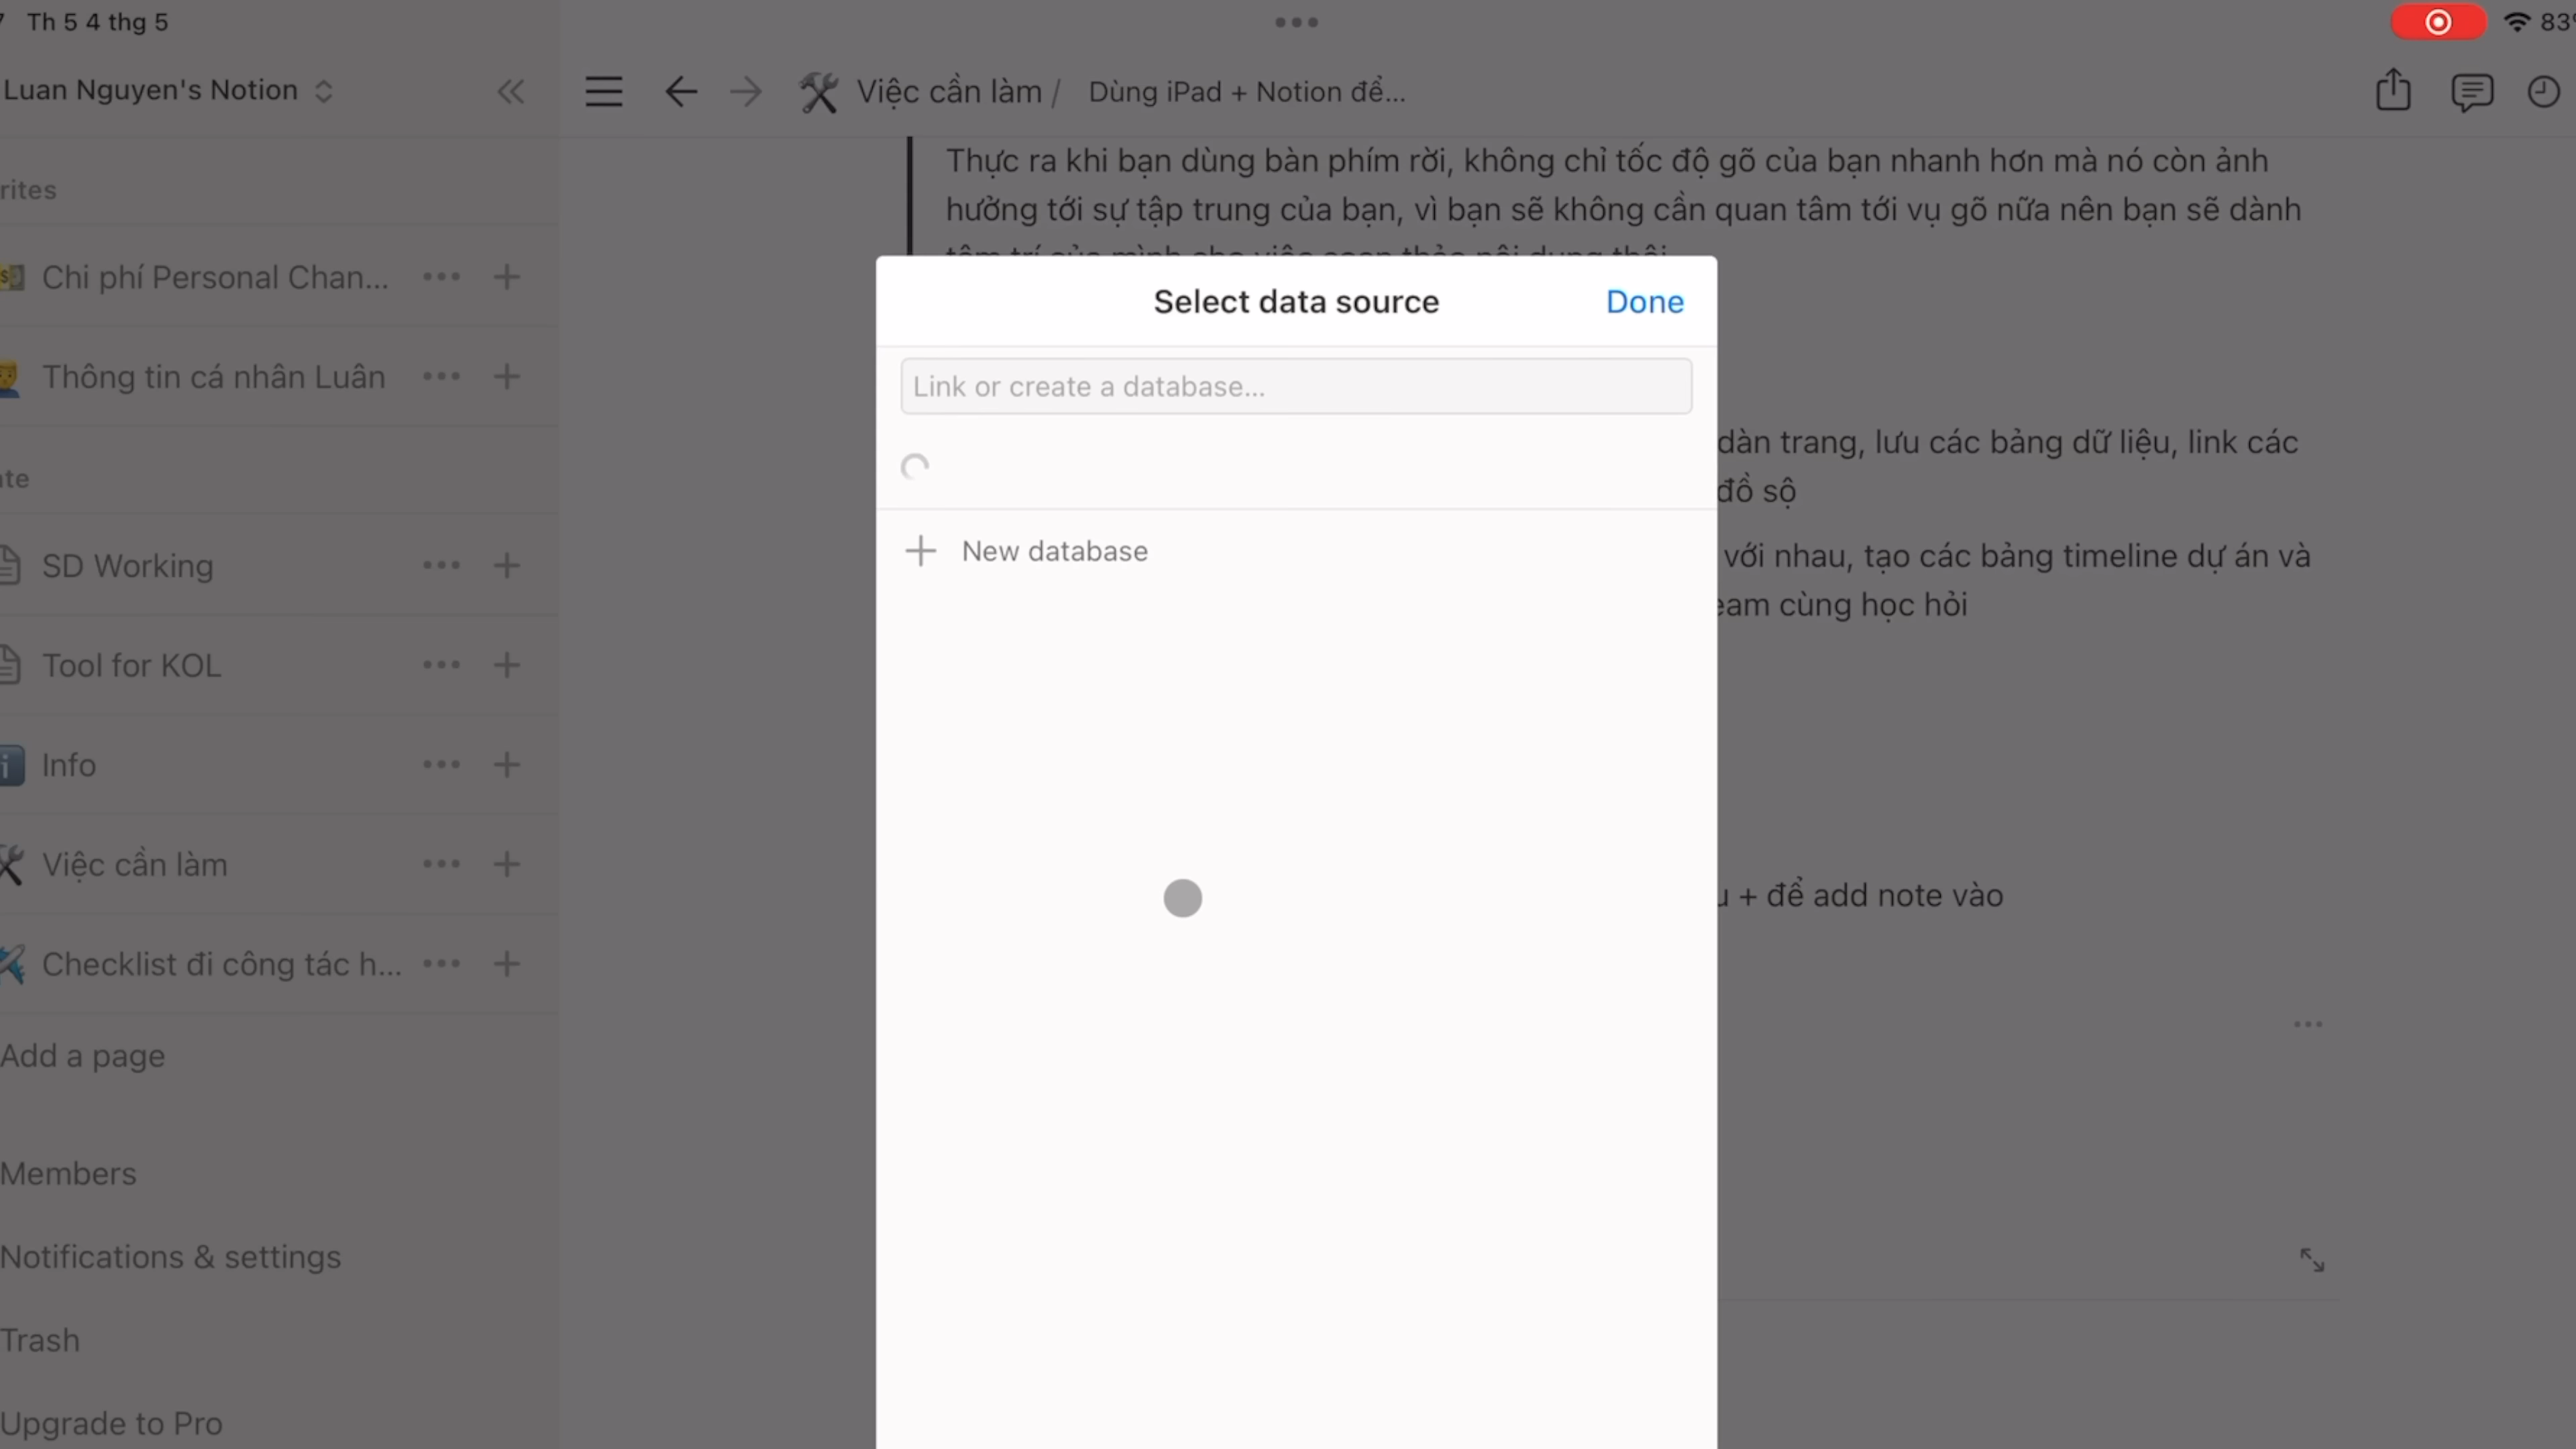 Th 5 4 thg 5
83
Luan Nguyen's Notion
Việc cần làm / Dùng iPad + Notion để...
Chi phí Personal Chan...
Thông tin cá nhân Luân
SD Working
Tool for KOL
Info
Việc cần làm
Checklist đi công tác h...
Add a page
Members
Notifications & settings
Trash
Upgrade to Pro
Thực ra khi bạn dùng bàn phím rời, không chỉ tốc độ gõ của bạn nhanh hơn mà nó còn ảnh
hưởng tới sự tập trung của bạn, vì bạn sẽ không cần quan tâm tới vụ gõ nữa nên bạn sẽ dành
Select data source
Done
Link or create a database...
New database
dàn trang, lưu các bảng dữ liệu, link các
đồ sộ
với nhau, tạo các bảng timeline dự án và
cùng học hỏi
+ để add note vào